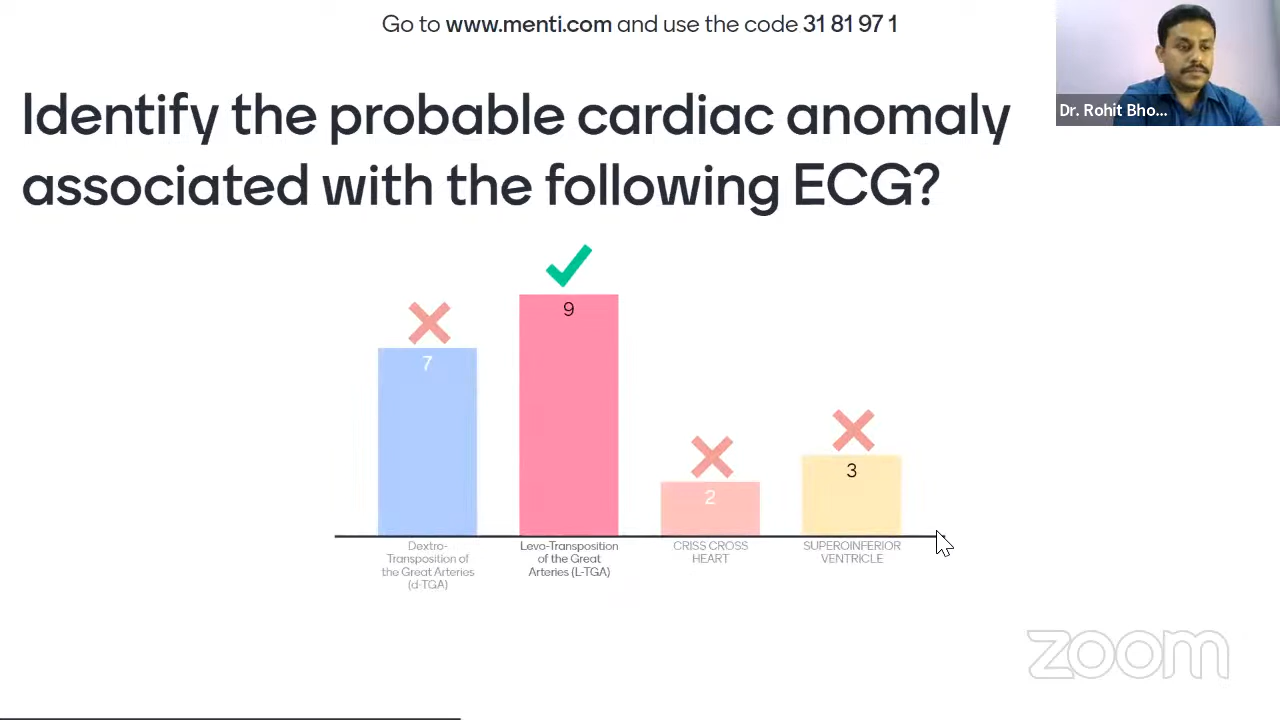 Go to www.menti.com and use the code 31 81 97 1
Dr. Rohit Bho...
Identify the probable cardiac anomaly
associated with the following ECG?
7
9
2
3
Dextro-
Transposition of
the Great Arteries
(d-TGA)
Levo-Transposition
of the Great
Arteries (L-TGA)
CRISS CROSS
HEART
SUPEROINFERIOR
VENTRICLE
zoom